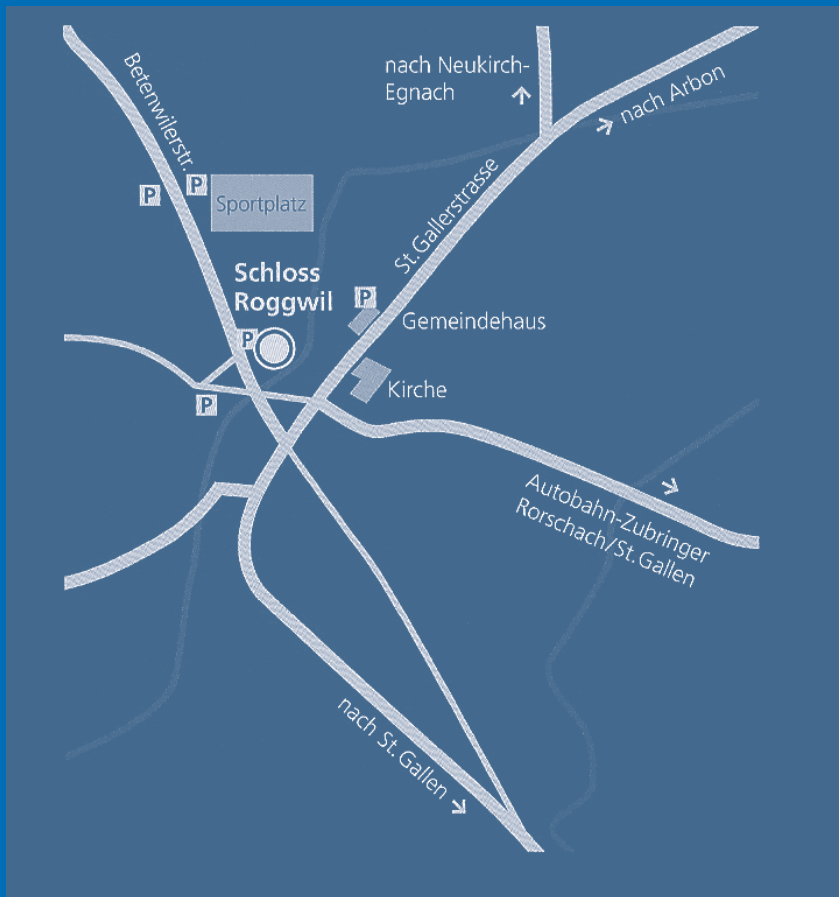 Betenwilerstr.
nach Neukirch-
Egnach
nach Arbon
P
P
Sportplatz
St.Gallerstrasse
Schloss
Roggwil
P
Gemeindehaus
P
Kirche
P
Autobahn-Zubringer
Rorschach/St.Gallen
nach St.Gallen